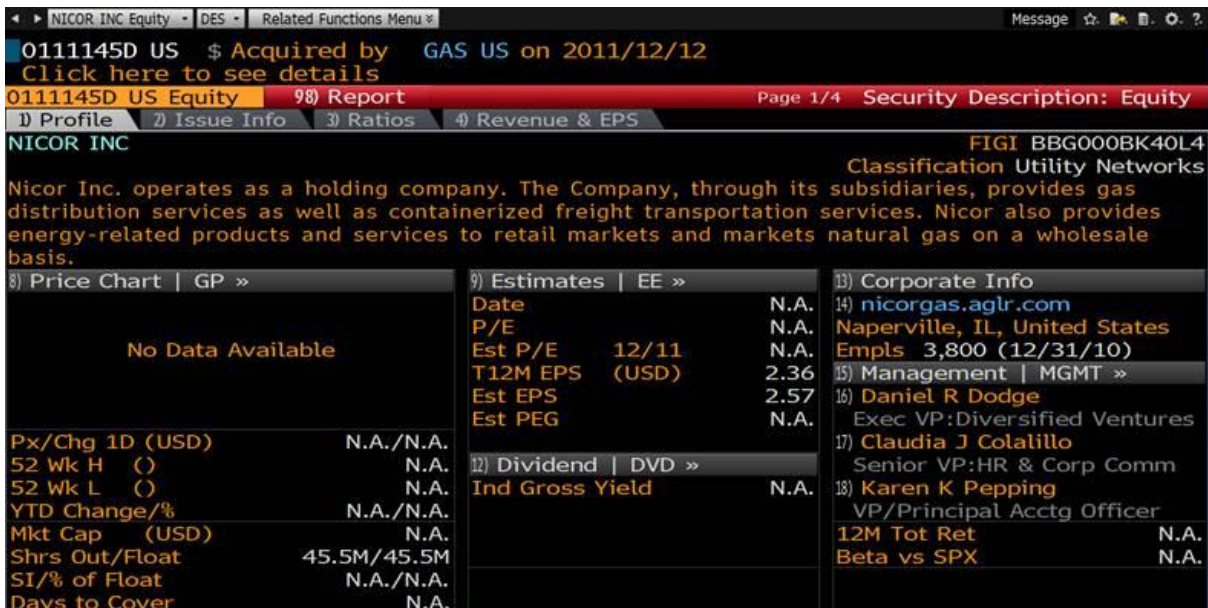 NICOR INC Equity DES Related Functions Menu Message
0111145D US $ Acquired by GAS US on 2011/12/12
Click here to see details
0111145D US Equity 98) Report Page 1/4 Security Description: Equity
1) Profile 2) Issue Info 3) Ratios 4) Revenue & EPS
NICOR INC FIGI BBG000BK40L4
Classification Utility Networks
Nicor Inc. operates as a holding company. The Company, through its subsidiaries, provides gas
distribution services as well as containerized freight transportation services. Nicor also provides
energy-related products and services to retail markets and markets natural gas on a wholesale
basis.
8) Price Chart | GP »
No Data Available
Px/Chg 1D (USD) N.A./N.A.
52 Wk H () N.A.
52 Wk L () N.A.
YTD Change/% N.A./N.A.
Mkt Cap (USD) N.A.
Shrs Out/Float 45.5M/45.5M
SI/% of Float N.A./N.A.
Days to Cover N.A.
9) Estimates | EE »
Date N.A.
P/E N.A.
Est P/E 12/11 N.A.
T12M EPS (USD) 2.36
Est EPS 2.57
Est PEG N.A.
12) Dividend | DVD »
Ind Gross Yield N.A.
13) Corporate Info
14) nicorgas.aglr.com
Naperville, IL, United States
Empls 3,800 (12/31/10)
15) Management | MGMT »
16) Daniel R Dodge
Exec VP:Diversified Ventures
17) Claudia J Colalillo
Senior VP:HR & Corp Comm
18) Karen K Pepping
VP/Principal Acctg Officer
12M Tot Ret N.A.
Beta vs SPX N.A.